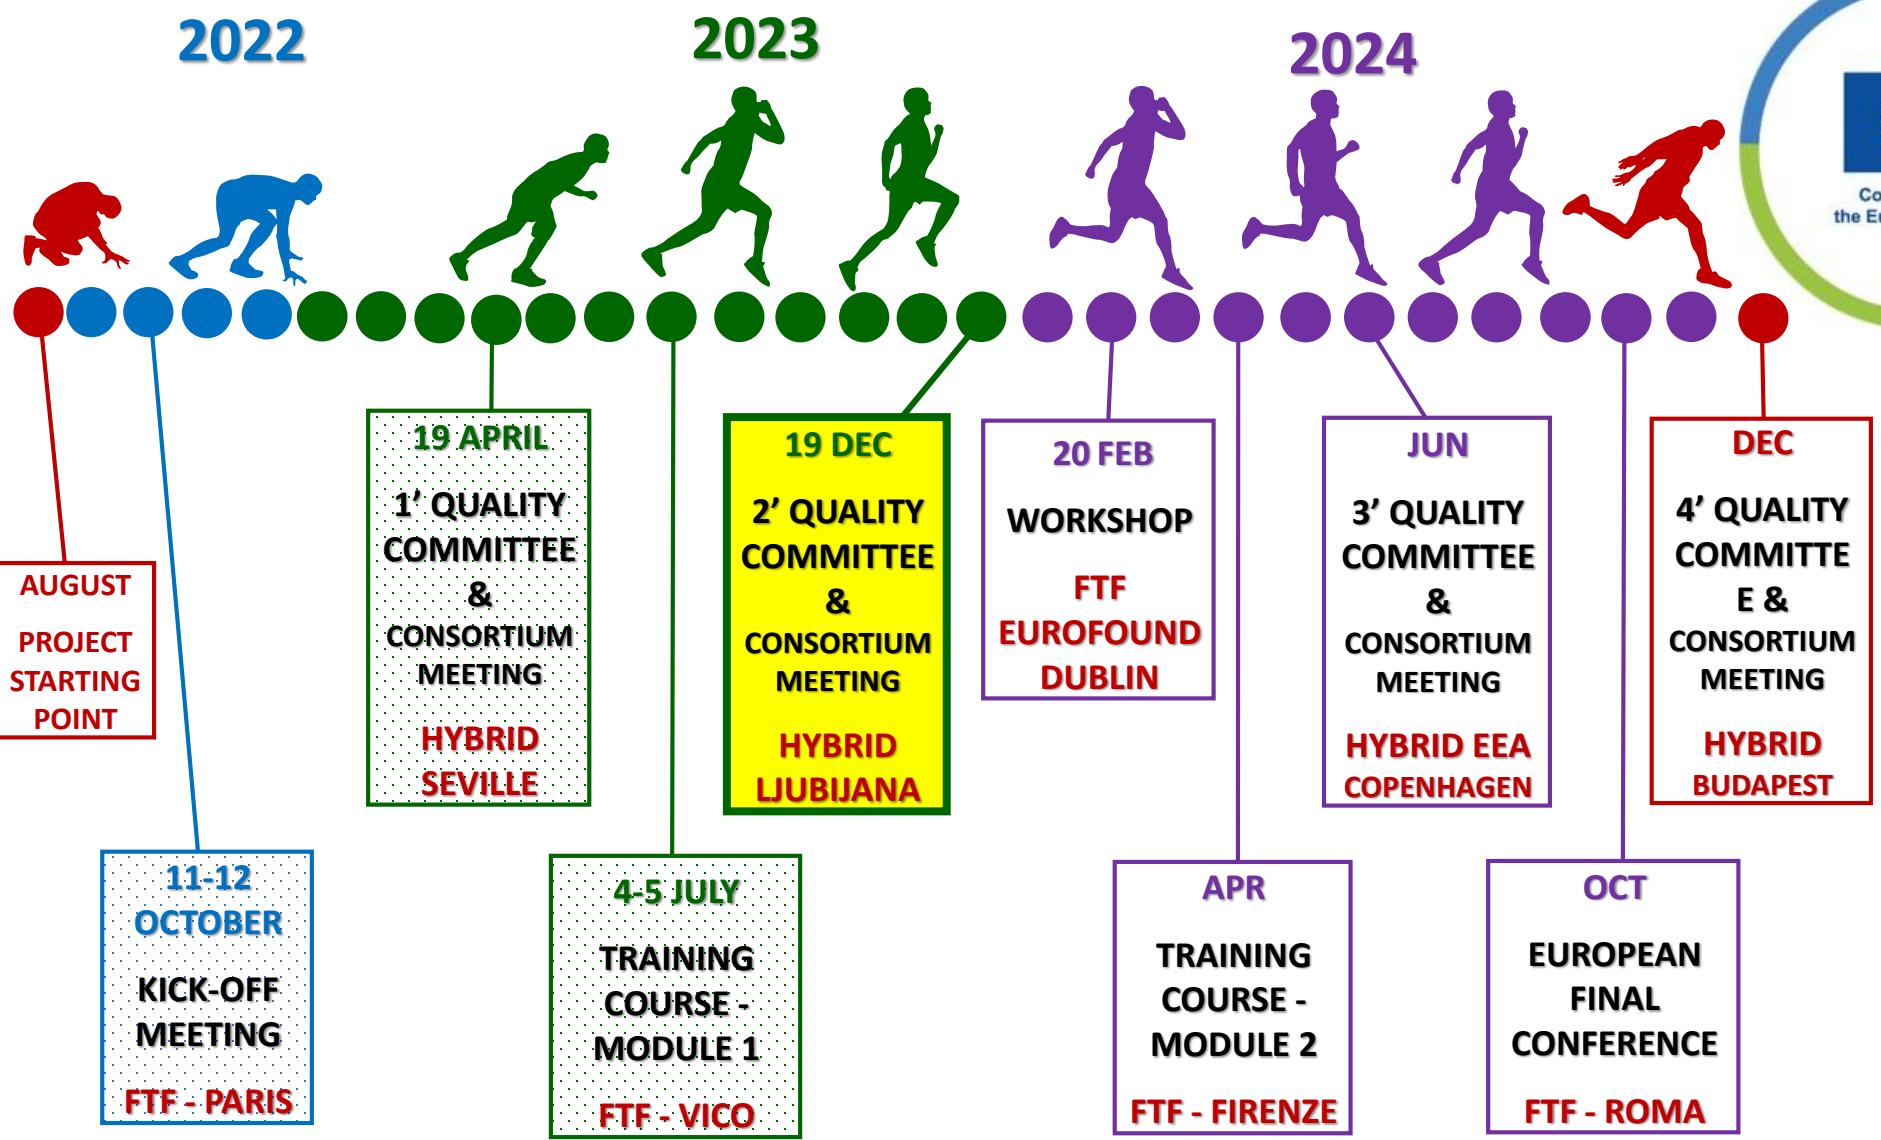 2022
2023
2024
Co
the Eu
AUGUST
PROJECT
STARTING
POINT
11-12
OCTOBER
KICK-OFF
MEETING
FTF - PARIS
19 APRIL
1’ QUALITY
COMMITTEE
&
CONSORTIUM
MEETING
HYBRID
SEVILLE
4-5 JULY
TRAINING
COURSE -
MODULE 1
FTF - VICO
19 DEC
2’ QUALITY
COMMITTEE
&
CONSORTIUM
MEETING
HYBRID
LJUBIJANA
20 FEB
WORKSHOP
FTF
EUROFOUND
DUBLIN
APR
TRAINING
COURSE -
MODULE 2
FTF - FIRENZE
JUN
3’ QUALITY
COMMITTEE
&
CONSORTIUM
MEETING
HYBRID EEA
COPENHAGEN
OCT
EUROPEAN
FINAL
CONFERENCE
FTF - ROMA
DEC
4’ QUALITY
COMMITTE
E &
CONSORTIUM
MEETING
HYBRID
BUDAPEST